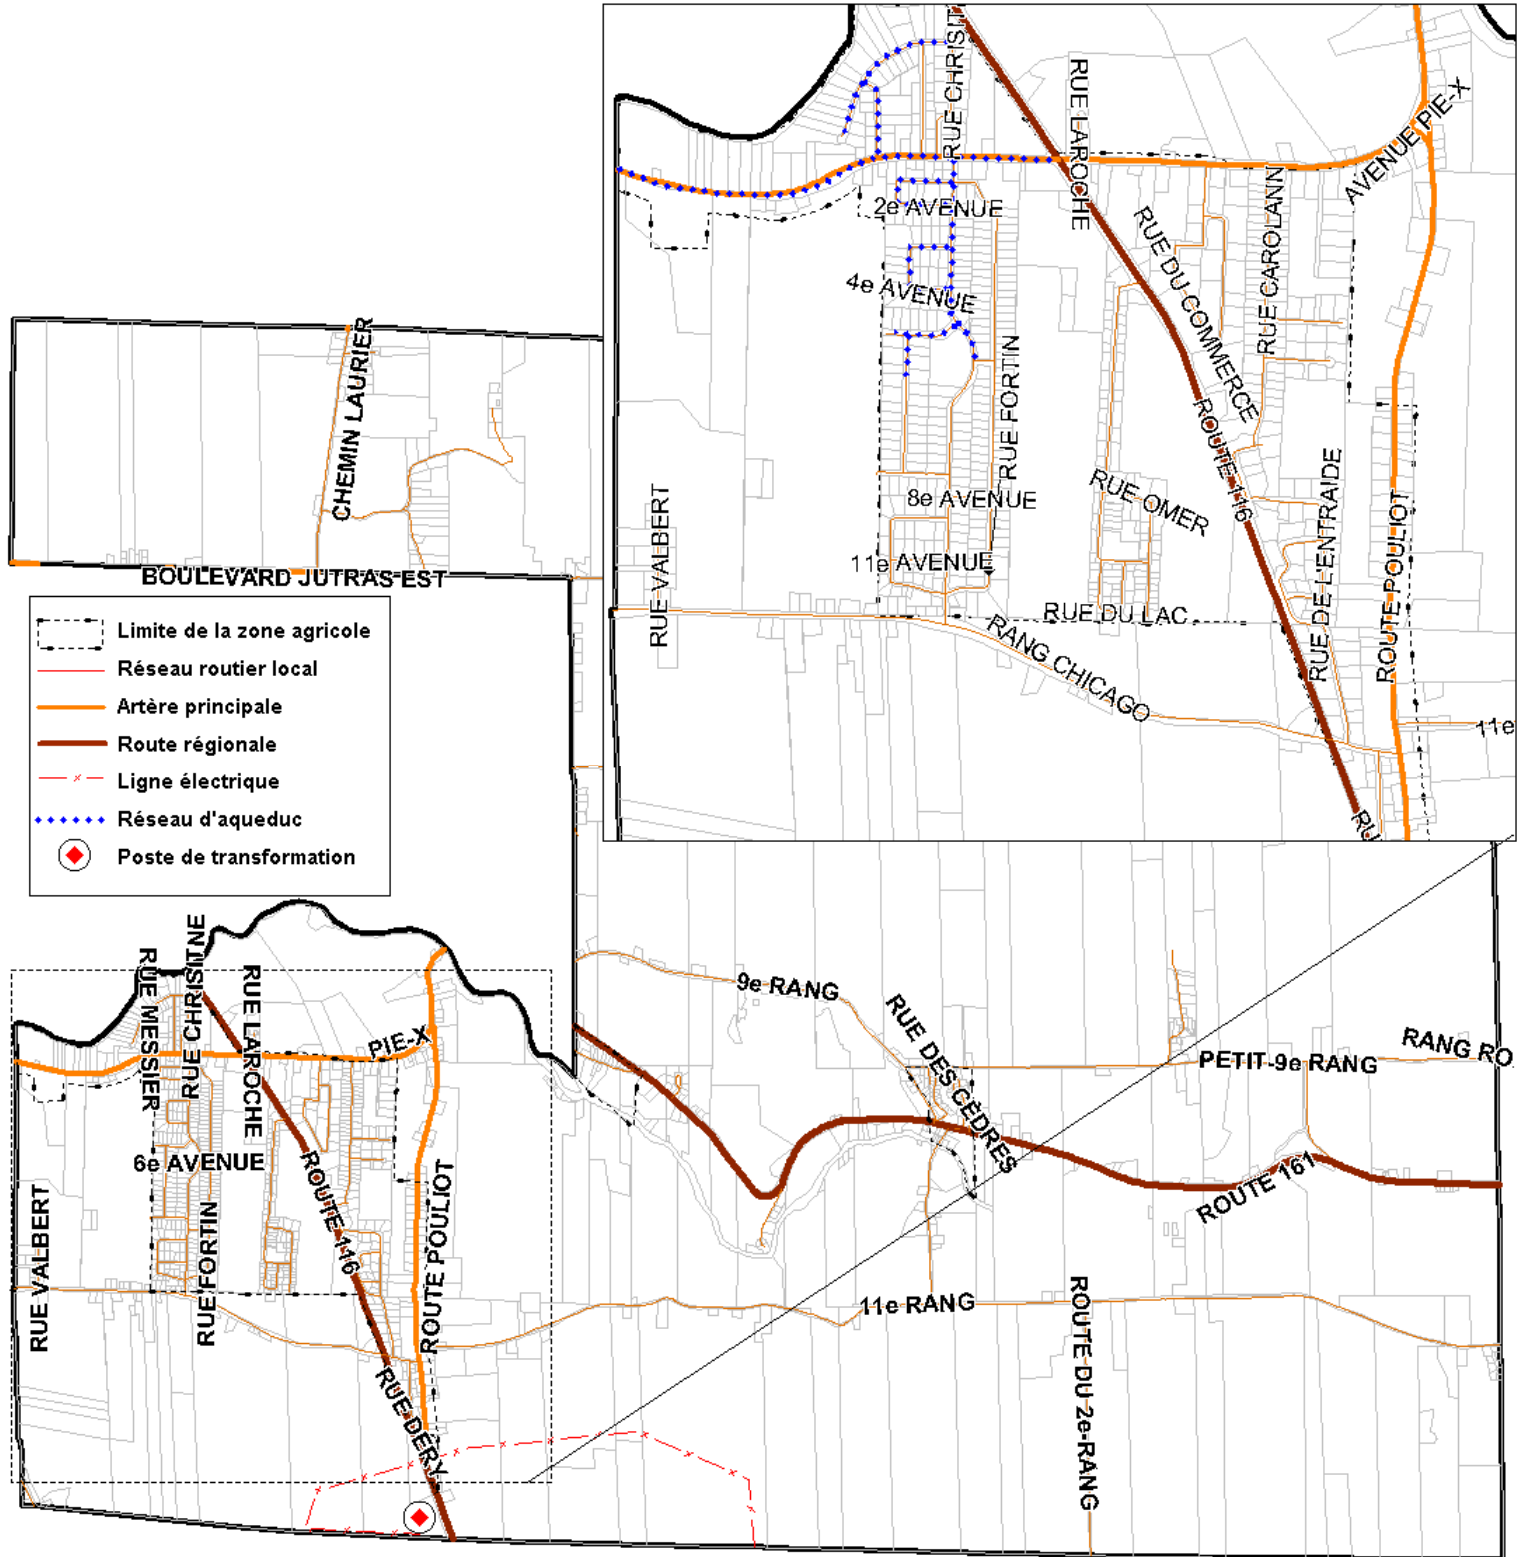 RUE CHRISIT
RUE LAROCHE
AVENUE PIE-X
2e AVENUE
RUE DU COMMERCE
RUE CAROLANN
4e AVENUE
RUE FORTIN
ROUTE 116
8e AVENUE
RUE OMER
RUE VALBERT
11e AVENUE
RUE DE L'ENTRAIDE
ROUTE POULIOT
RUE DU LAC
RANG CHICAGO
11e
RU
CHEMIN LAURIER
BOULEVARD JUTRAS EST
Limite de la zone agricole
Réseau routier local
Artère principale
Route régionale
Ligne électrique
Réseau d'aqueduc
Poste de transformation
RUE MESSIER
RUE CHRISITNE
RUE LAROCHE
PIE-X
9e RANG
RUE DES CÈDRES
PETIT-9e RANG
RANG RO
6e AVENUE
ROUTE 116
ROUTE POULIOT
ROUTE 161
RUE VALBERT
RUE FORTIN
11e RANG
ROUTE DU 2e-RANG
RUE DÉRY